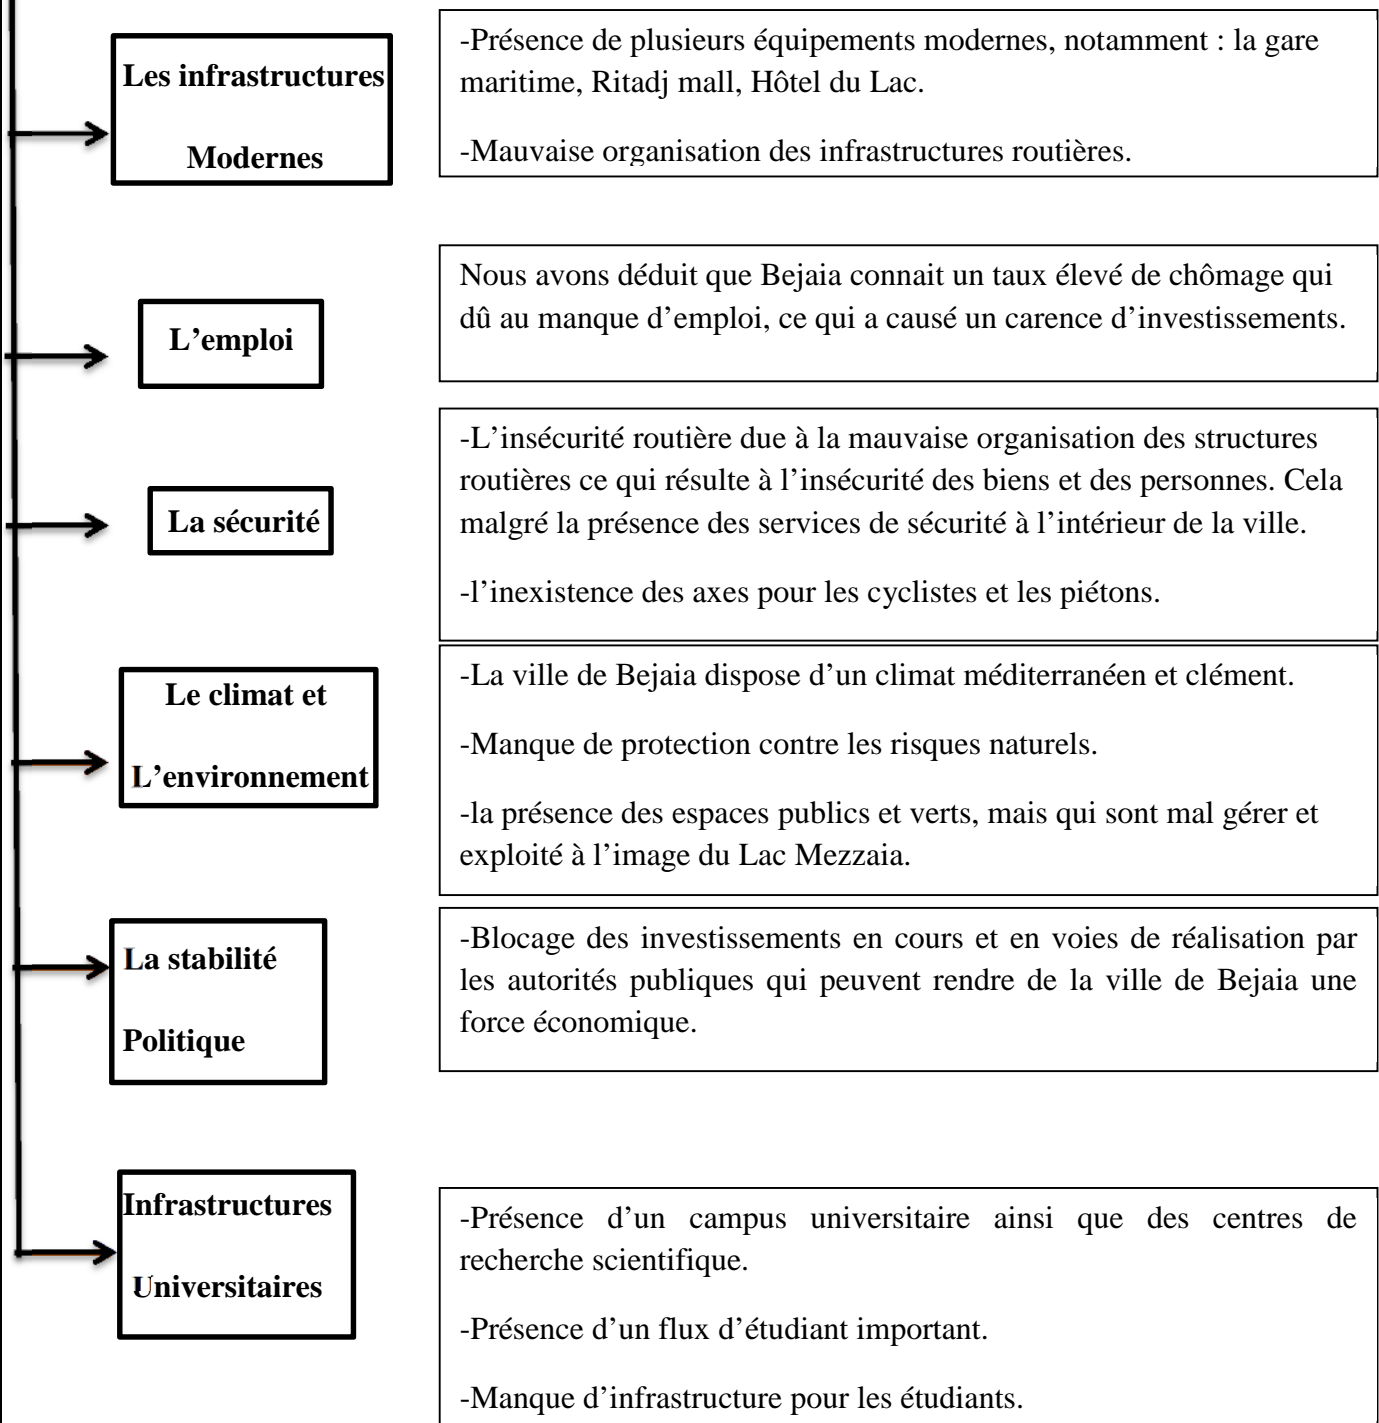 Les infrastructures
Modernes
-Présence de plusieurs équipements modernes, notamment : la gare
maritime, Ritadj mall, Hôtel du Lac.
-Mauvaise organisation des infrastructures routières.
L’emploi
Nous avons déduit que Bejaia connait un taux élevé de chômage qui
dû au manque d’emploi, ce qui a causé un carence d’investissements.
La sécurité
-L’insécurité routière due à la mauvaise organisation des structures
routières ce qui résulte à l’insécurité des biens et des personnes. Cela
malgré la présence des services de sécurité à l’intérieur de la ville.
-l’inexistence des axes pour les cyclistes et les piétons.
Le climat et
L’environnement
-La ville de Bejaia dispose d’un climat méditerranéen et clément.
-Manque de protection contre les risques naturels.
-la présence des espaces publics et verts, mais qui sont mal gérer et
exploité à l’image du Lac Mezzaia.
La stabilité
Politique
-Blocage des investissements en cours et en voies de réalisation par
les autorités publiques qui peuvent rendre de la ville de Bejaia une
force économique.
Infrastructures
Universitaires
-Présence d’un campus universitaire ainsi que des centres de
recherche scientifique.
-Présence d’un flux d’étudiant important.
-Manque d’infrastructure pour les étudiants.